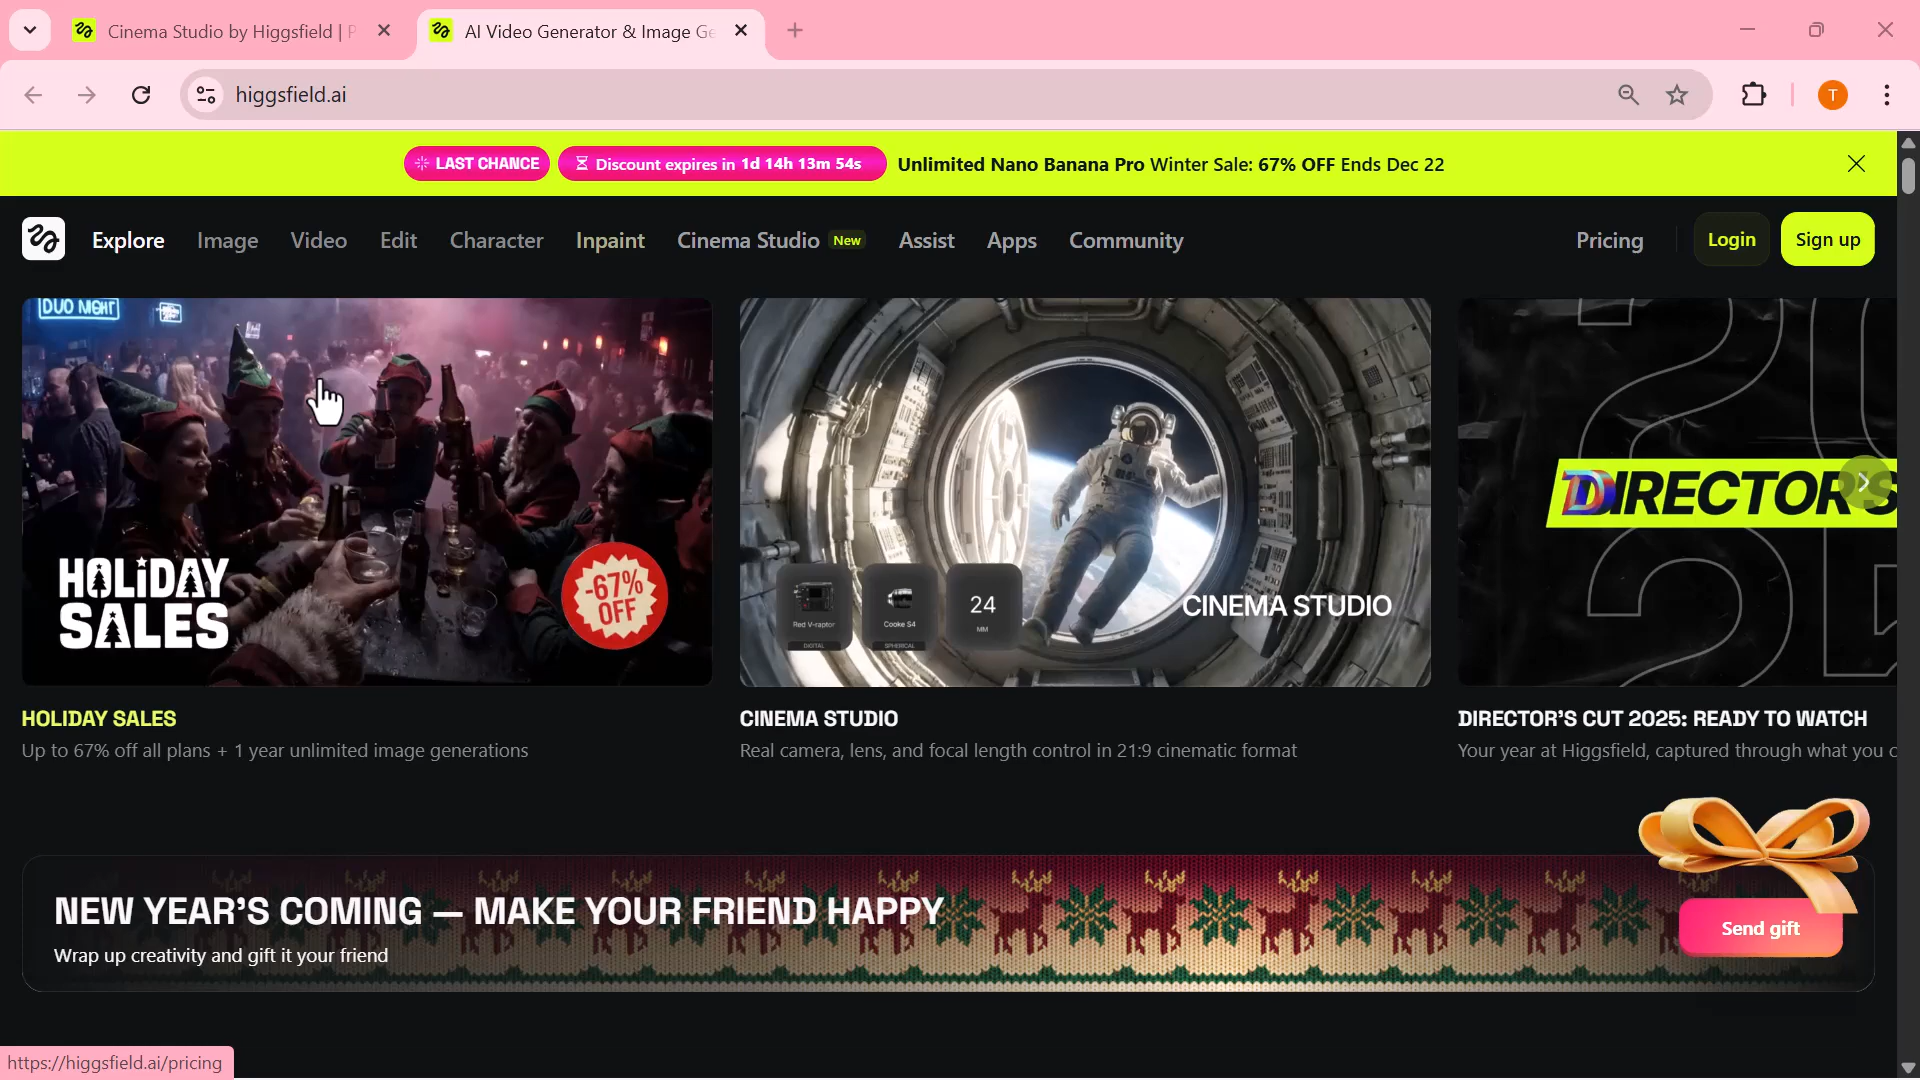 Cinema Studio by Higgsfield | P
AI Video Generator & Image Ge
higgsfield.ai
T
LAST CHANCE
Discount expires in 1d 14h 13m 54s
Unlimited Nano Banana Pro Winter Sale: 67% OFF Ends Dec 22
Explore
Image
Video
Edit
Character
Inpaint
Cinema Studio New
Assist
Apps
Community
Pricing
Login
Sign up
DUO NIGHT
HOLIDAY
SALES
-67%
OFF
Red V-raptor
DIGITAL
Cooke S4
SPHERICAL
24
MM
CINEMA STUDIO
DIRECTOR'S
HOLIDAY SALES
Up to 67% off all plans + 1 year unlimited image generations
CINEMA STUDIO
Real camera, lens, and focal length control in 21:9 cinematic format
DIRECTOR'S CUT 2025: READY TO WATCH
Your year at Higgsfield, captured through what you c
NEW YEAR'S COMING — MAKE YOUR FRIEND HAPPY
Wrap up creativity and gift it your friend
Send gift
https://higgsfield.ai/pricing